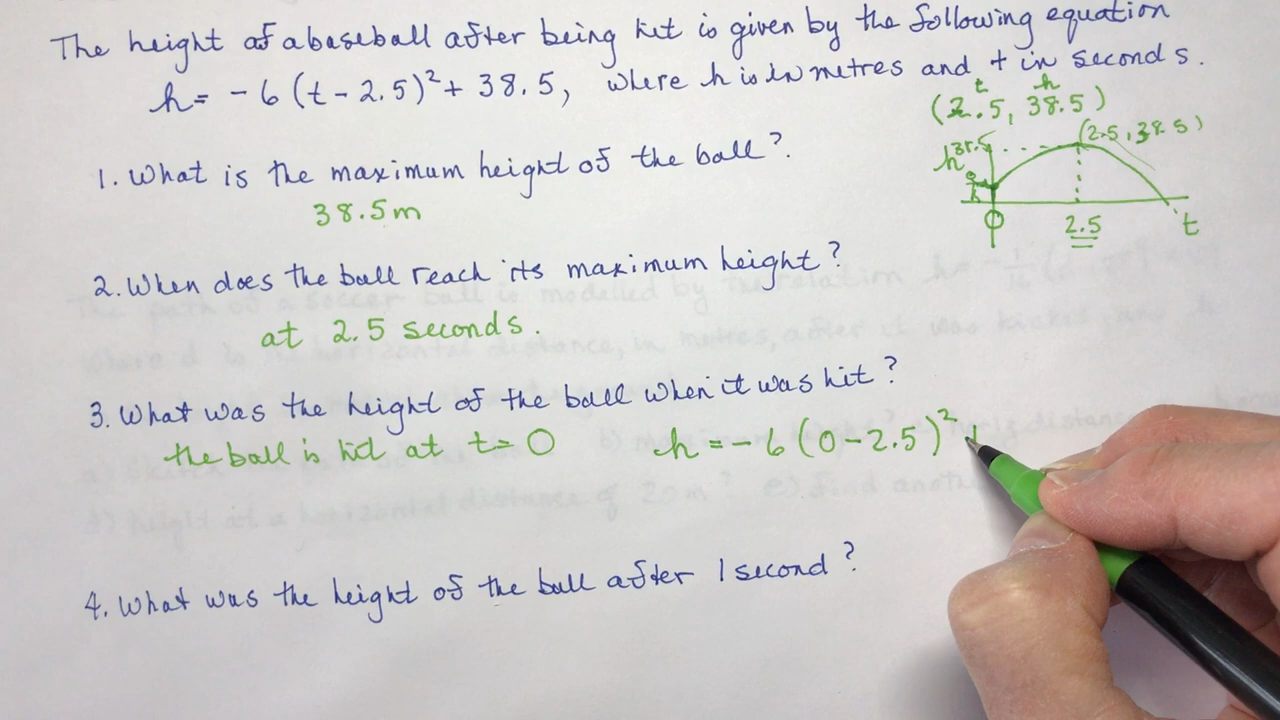 The height of a baseball after being hit is given by the following equation
h = - 6 (t - 2.5)² + 38.5, where h is in metres and t in seconds.
t h
(2.5, 38.5)
(2.5, 38.5)
38.5
h
1. What is the maximum height of the ball?
38.5m
2.5
t
2. When does the ball reach its maximum height?
at 2.5 seconds.
3. What was the height of the ball when it was hit?
the ball is hit at t = 0 h = - 6 (0 - 2.5)²
4. What was the height of the ball after 1 second?